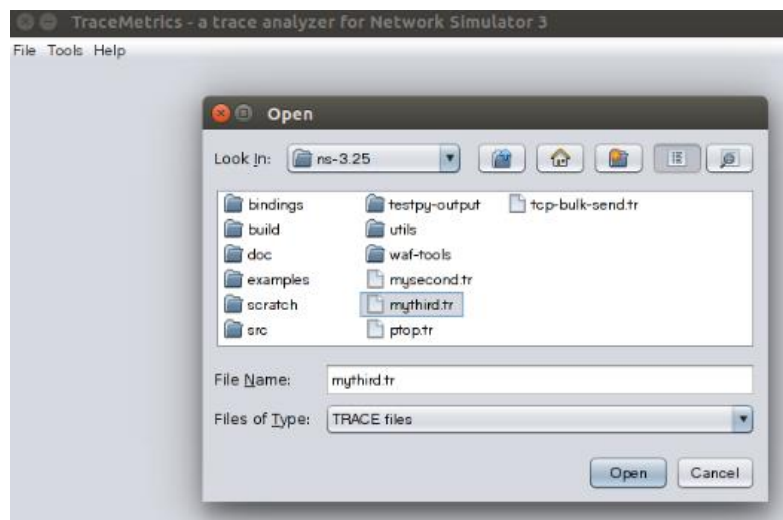 TraceMetrics - a trace analyzer for Network Simulator 3
File Tools Help
Open
Look In: ns-3.25
bindings testpy-output tcp-bulk-send.tr
build utils
doc waf-tools
examples mysecond.tr
scratch mythird.tr
src ptop.tr
File Name: mythird.tr
Files of Type: TRACE files
Open Cancel